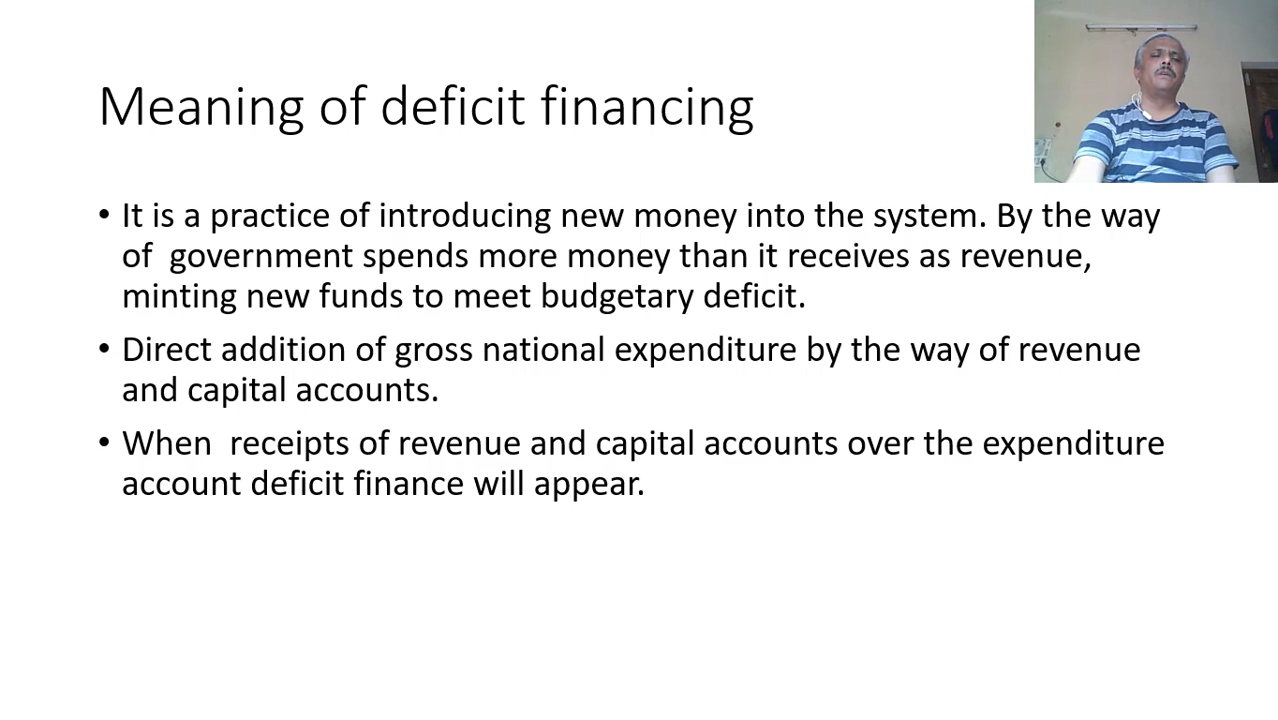 Meaning of deficit financing
• It is a practice of introducing new money into the system. By the way
of  government spends more money than it receives as revenue,
minting new funds to meet budgetary deficit.
• Direct addition of gross national expenditure by the way of revenue
and capital accounts.
• When  receipts of revenue and capital accounts over the expenditure
account deficit finance will appear.